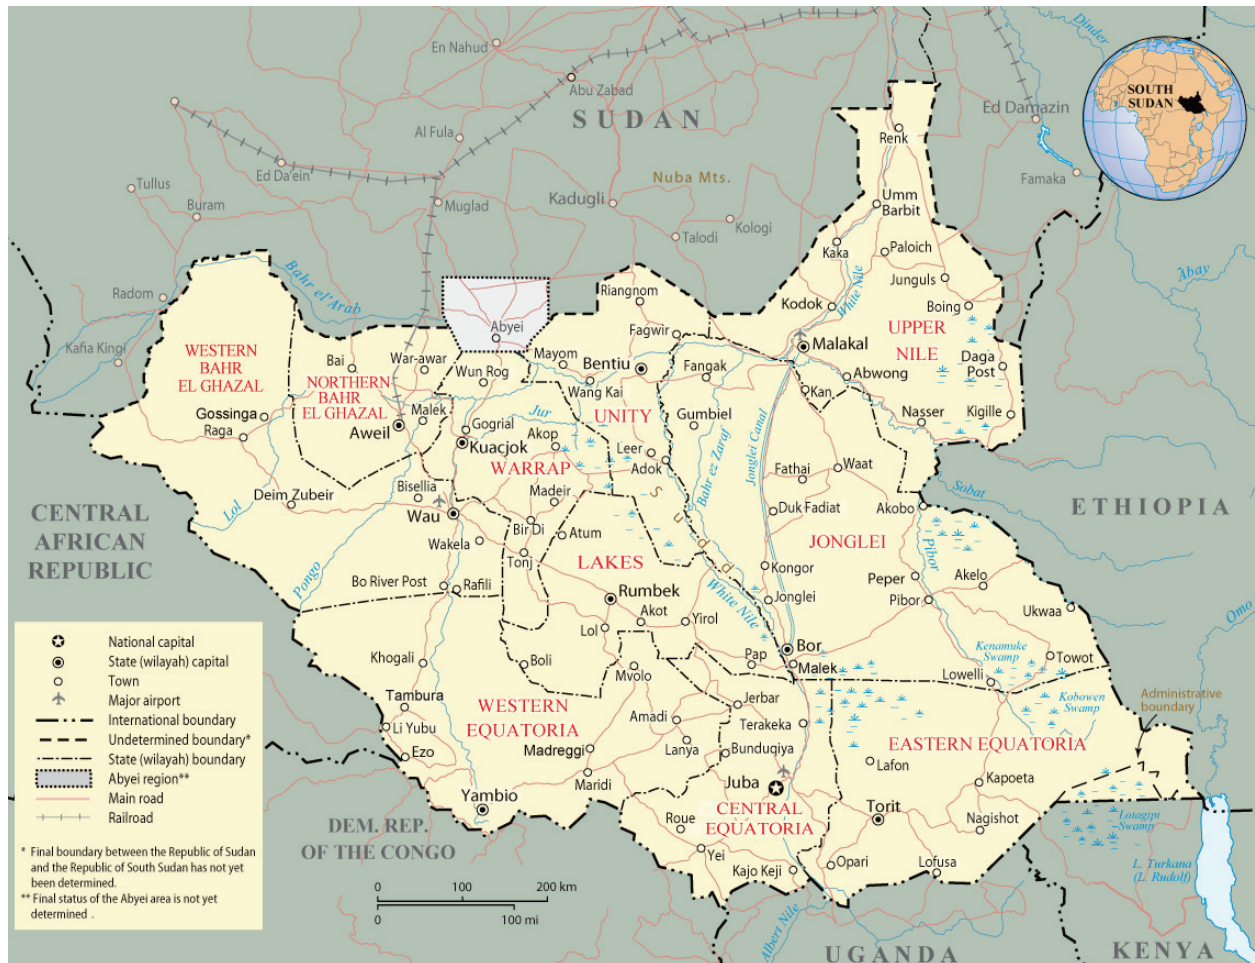 En Nahud
Dinder
Abu Zabad
SUDAN
Ed Damazin
SOUTH
SUDAN
Al Fula
Renk
Ed Da'ein
Nuba Mts.
Famaka
Tullus
Buram
Muglad
Kadugli
Umm
Barbit
Kologi
Talodi
Kaka
Paloich
Abay
Radom
Bahr el'Arab
Riangnom
Kodok
White Nile
Junguls
Boing
Kafia Kingi
Abyei
Fagwir
Malakal
UPPER
NILE
WESTERN
BAHR
EL GHAZAL
Bai
War-awar
Mayom
Bentiu
Daga
Post
NORTHERN
BAHR
EL GHAZAL
Wun Rog
Wang Kai
Fangak
Abwong
Kan
Gossinga
Raga
Malek
Aweil
Jur
UNITY
Gumbiel
Nasser
Kigille
Gogrial
Kuacjok
Akop
WARRAP
Leer
Adok
Bahr ez Zaraf
Jonglei Canal
Fathai
Waat
Sobat
ETHIOPIA
Deim Zubeir
Lol
Bisellia
Madeir
Sudd
Duk Fadiat
Akobo
CENTRAL
AFRICAN
REPUBLIC
Wau
Bir Di
Atum
JONGLEI
Wakela
Tonj
LAKES
Pibor
Pongo
Bo River Post
Rafili
Rumbek
White Nile
Kongor
Peper
Akelo
Jonglei
Pibor
Ukwaa
Omo
Akot
Yirol
Lol
Khogali
Boli
Mvolo
Pap
Bor
Malek
Kenamuke
Swamp
Towot
Lowelli
Tambura
WESTERN
EQUATORIA
Jerbar
Kobowen
Swamp
Administrative
boundary
Li Yubu
Amadi
Terakeka
Ezo
Madreggi
Lanya
Bunduqiya
EASTERN EQUATORIA
Lafon
Maridi
Juba
Kapoeta
Yambio
CENTRAL
EQUATORIA
Torit
Nagishot
Lotagipi
Swamp
DEM. REP.
OF THE CONGO
Roue
Yei
Kajo Keji
Opari
Lofusa
L. Turkana
(L. Rudolf)
Albert Nile
UGANDA
KENYA
National capital
State (wilayah) capital
Town
Major airport
International boundary
Undetermined boundary*
State (wilayah) boundary
Abyei region**
Main road
Railroad
* Final boundary between the Republic of Sudan
and the Republic of South Sudan has not yet
been determined.
** Final status of the Abyei area is not yet
determined .
0 100 200 km
0 100 mi